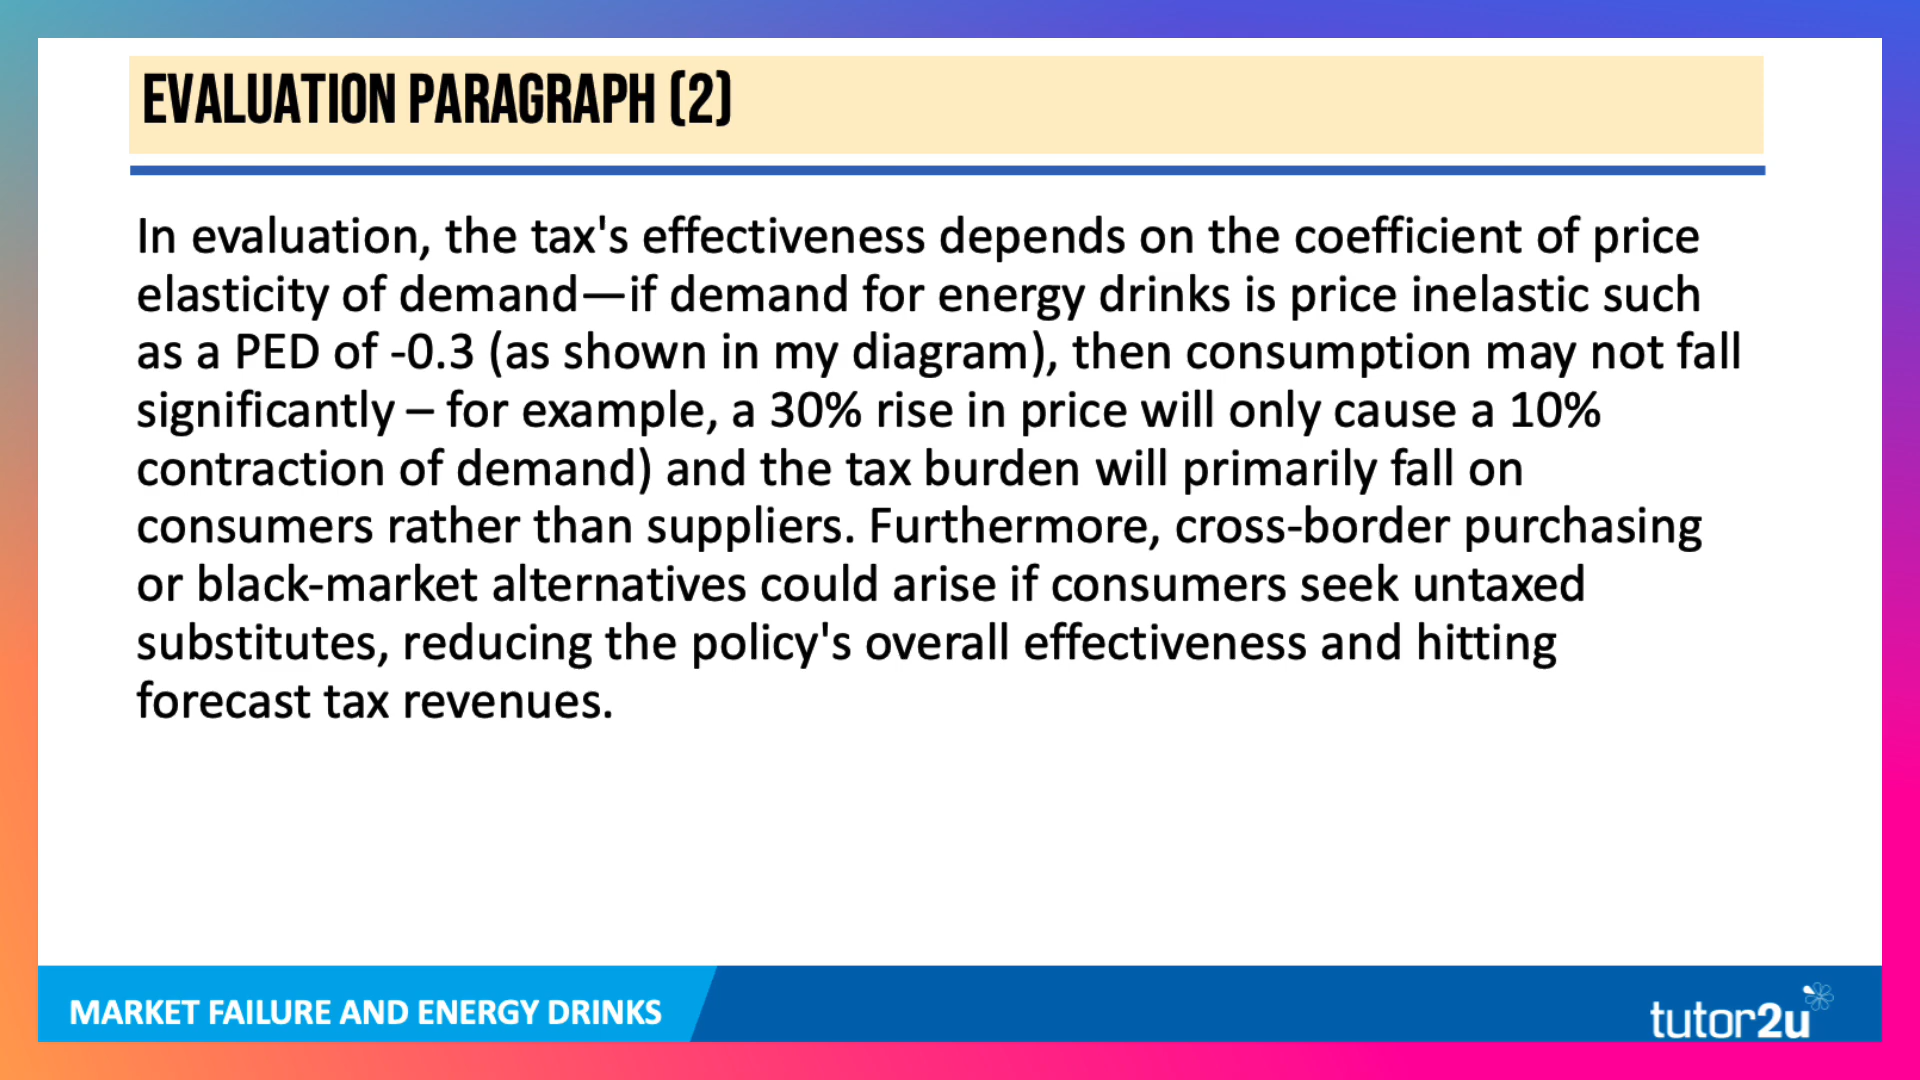 EVALUATION PARAGRAPH (2)
In evaluation, the tax's effectiveness depends on the coefficient of price
elasticity of demand—if demand for energy drinks is price inelastic such
as a PED of -0.3 (as shown in my diagram), then consumption may not fall
significantly – for example, a 30% rise in price will only cause a 10%
contraction of demand) and the tax burden will primarily fall on
consumers rather than suppliers. Furthermore, cross-border purchasing
or black-market alternatives could arise if consumers seek untaxed
substitutes, reducing the policy's overall effectiveness and hitting
forecast tax revenues.
MARKET FAILURE AND ENERGY DRINKS
tutor2u